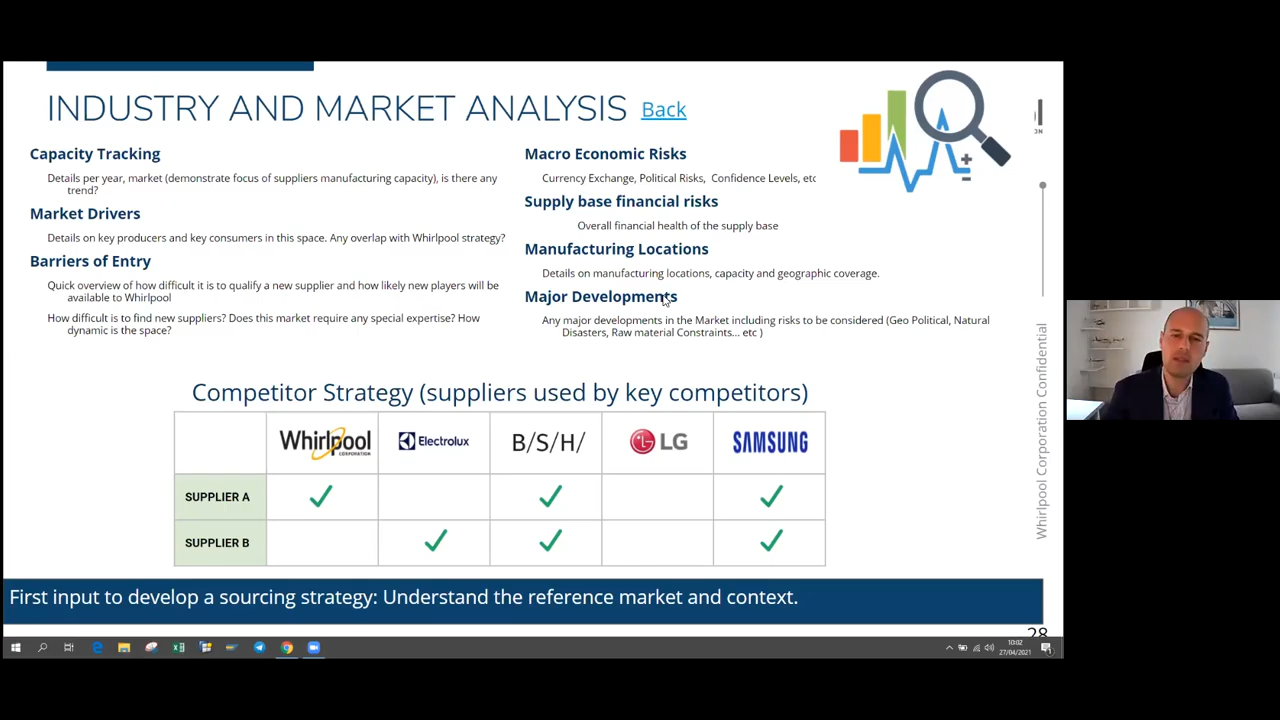 INDUSTRY AND MARKET ANALYSIS Back
Capacity Tracking
Details per year, market (demonstrate focus of suppliers manufacturing capacity), is there any
trend?
Market Drivers
Details on key producers and key consumers in this space. Any overlap with Whirlpool strategy?
Barriers of Entry
Quick overview of how difficult it is to qualify a new supplier and how likely new players will be
available to Whirlpool
How difficult is to find new suppliers? Does this market require any special expertise? How
dynamic is the space?
Macro Economic Risks
Currency Exchange, Political Risks, Confidence Levels, etc
Supply base financial risks
Overall financial health of the supply base
Manufacturing Locations
Details on manufacturing locations, capacity and geographic coverage.
Major Developments
Any major developments in the Market including risks to be considered (Geo Political, Natural
Disasters, Raw material Constraints... etc )
ON
Whirlpool Corporation Confidential
Competitor Strategy (suppliers used by key competitors)
Whirlpool
CORPORATION
Electrolux
B/S/H/
LG
SAMSUNG
SUPPLIER A
SUPPLIER B
First input to develop a sourcing strategy: Understand the reference market and context.
28
10:02
27/04/2021